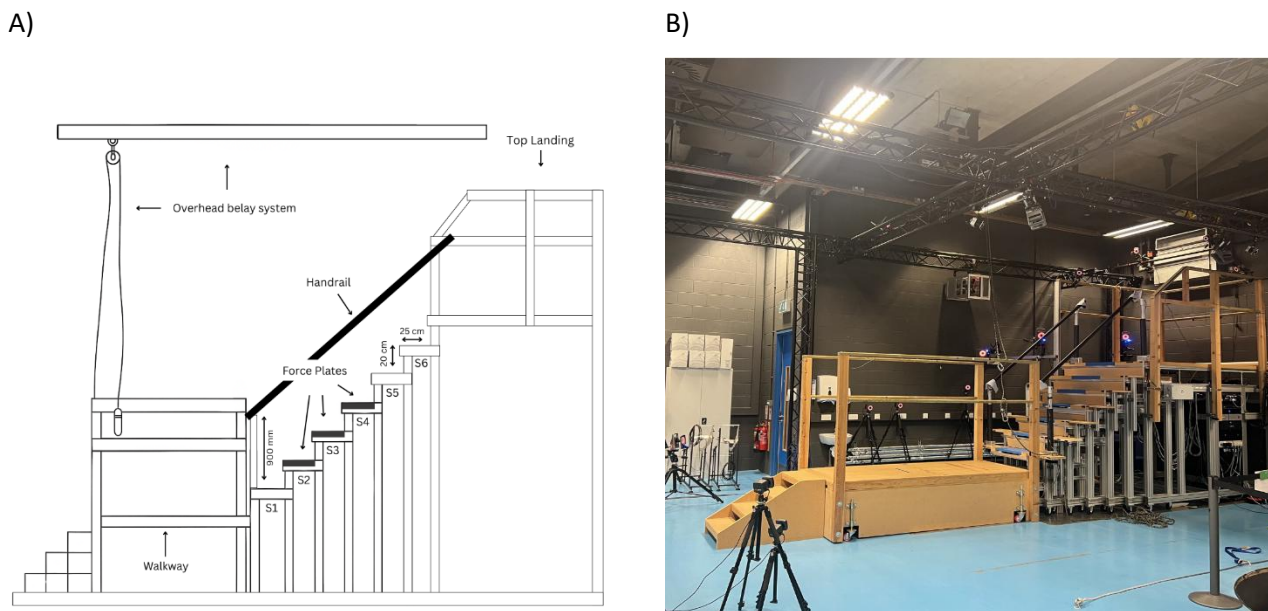 A)
B)
Top Landing
Overhead belay system
Handrail
25 cm
20 cm
Force Plates
S6
S5
S4
S3
900 mm
S2
S1
Walkway